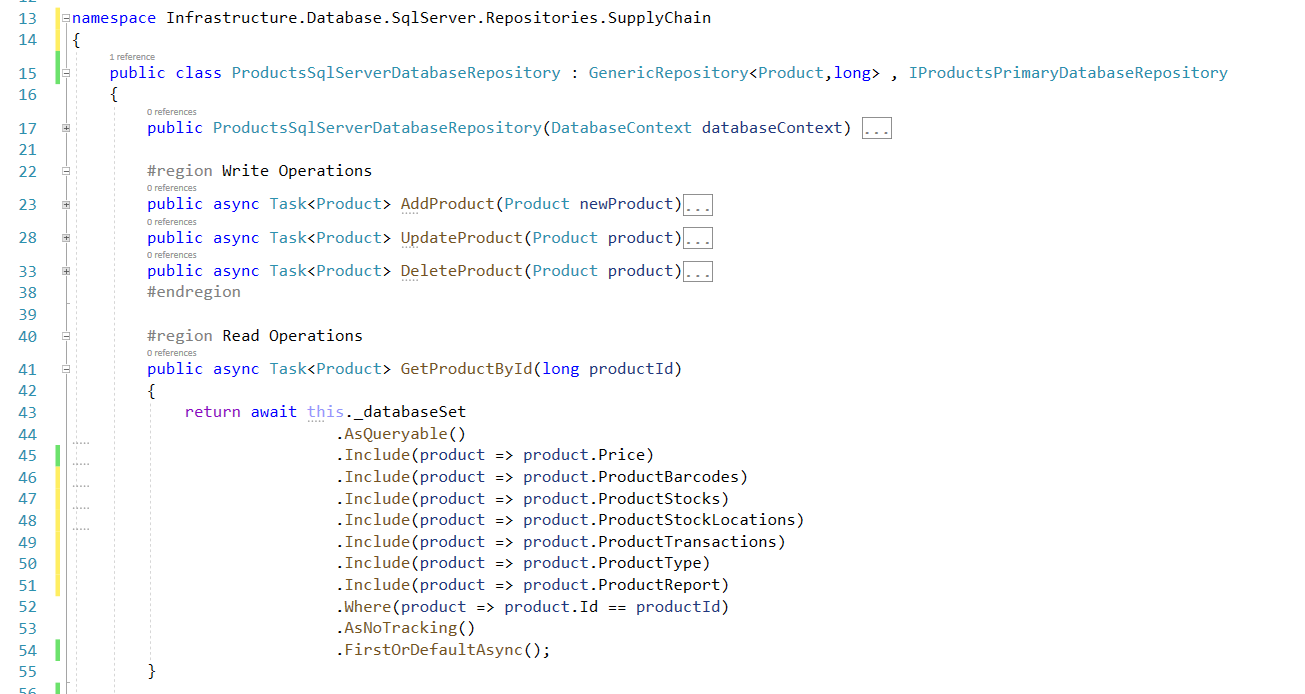 13 namespace Infrastructure.Database.SqlServer.Repositories.SupplyChain
14 {
1 reference
15 public class ProductsSqlServerDatabaseRepository : GenericRepository<Product,long> , IProductsPrimaryDatabaseRepository
16 {
0 references
17 public ProductsSqlServerDatabaseRepository(DatabaseContext databaseContext) ...
21
22 #region Write Operations
0 references
23 public async Task<Product> AddProduct(Product newProduct)...
0 references
28 public async Task<Product> UpdateProduct(Product product)...
0 references
33 public async Task<Product> DeleteProduct(Product product)...
38 #endregion
39
40 #region Read Operations
0 references
41 public async Task<Product> GetProductById(long productId)
42 {
43 return await this._databaseSet
44 .AsQueryable()
45 .Include(product => product.Price)
46 .Include(product => product.ProductBarcodes)
47 .Include(product => product.ProductStocks)
48 .Include(product => product.ProductStockLocations)
49 .Include(product => product.ProductTransactions)
50 .Include(product => product.ProductType)
51 .Include(product => product.ProductReport)
52 .Where(product => product.Id == productId)
53 .AsNoTracking()
54 .FirstOrDefaultAsync();
55 }